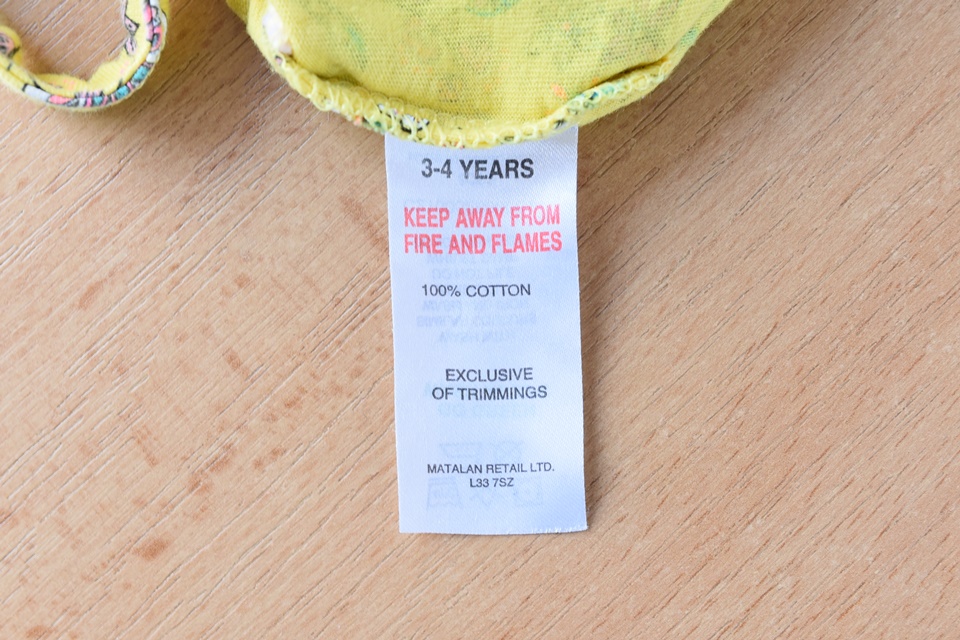 3-4 YEARS
KEEP AWAY FROM
FIRE AND FLAMES
100% COTTON
EXCLUSIVE
OF TRIMMINGS
MATALAN RETAIL LTD.
L33 7SZ